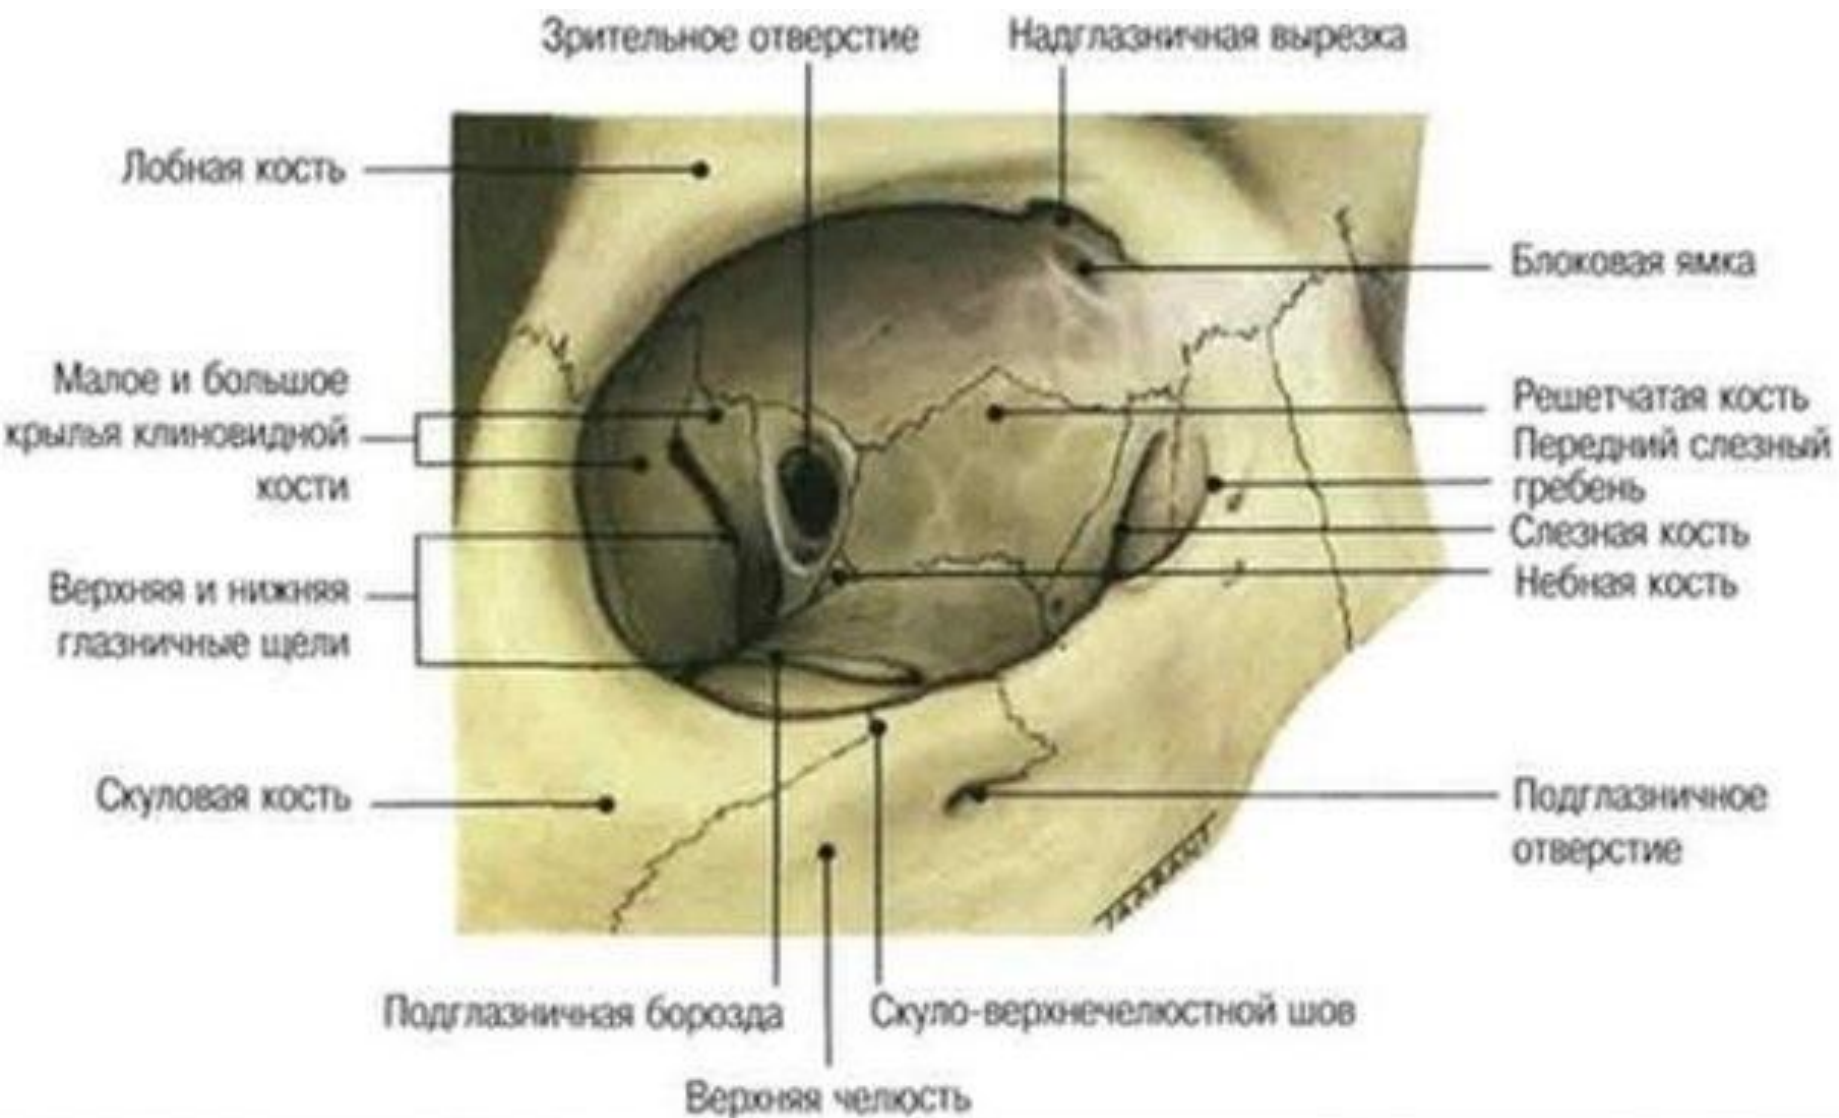 Зрительное отверстие
Надглазничная вырезка
Лобная кость
Блоковая ямка
Малое и большое
крылья клиновидной
кости
Решетчатая кость
Передний слезный
гребень
Слезная кость
Небная кость
Верхняя и нижняя
глазничные щели
Скуловая кость
Подглазничное
отверстие
TARRANT
Подглазничная борозда
Скуло-верхнечелюстной шов
Верхняя челюсть